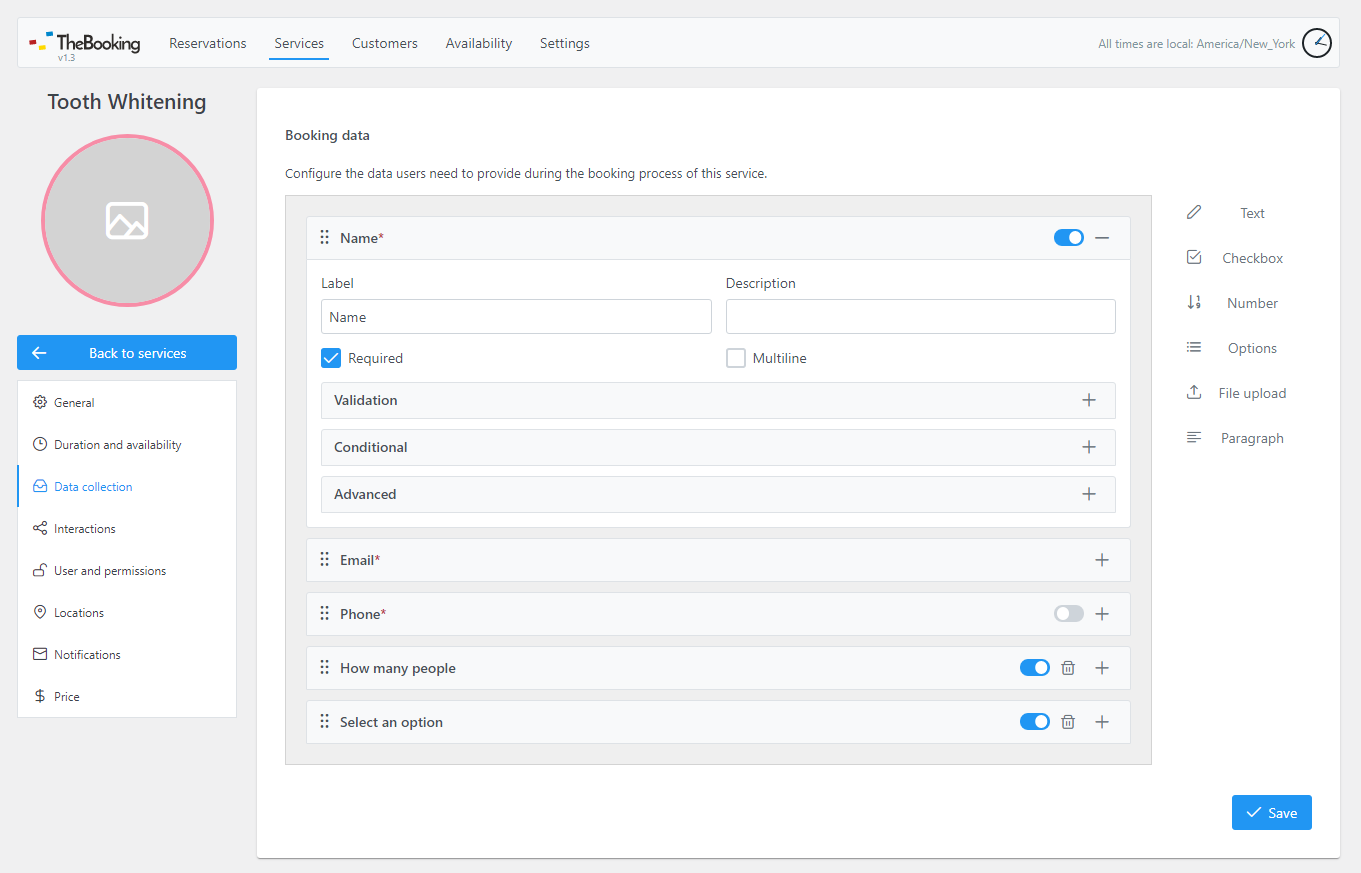 TheBooking
v1.3
Reservations
Services
Customers
Availability
Settings
All times are local: America/New_York
Tooth Whitening
Back to services
General
Duration and availability
Data collection
Interactions
User and permissions
Locations
Notifications
Price
Booking data
Configure the data users need to provide during the booking process of this service.
Name*
Label
Description
Name
Required
Multiline
Validation
Conditional
Advanced
Email*
Phone*
How many people
Select an option
Text
Checkbox
Number
Options
File upload
Paragraph
Save